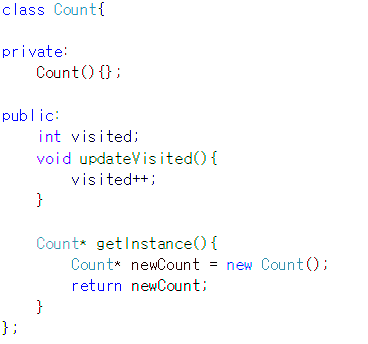 class Count{
private:
Count(){};
public:
int visited;
void updateVisited(){
visited++;
}
Count* getInstance(){
Count* newCount = new Count();
return newCount;
}
};